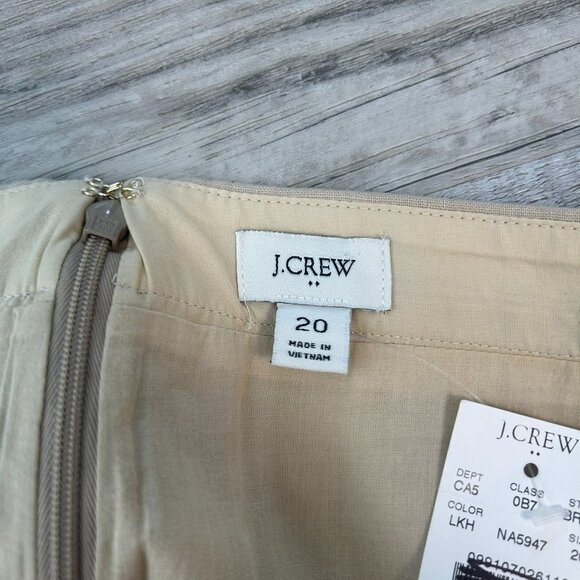 J.CREW
20
MADE IN
VIETNAM
J.CREW
DEPT CLASS
CA5 0B7
COLOR
LKH NA5947